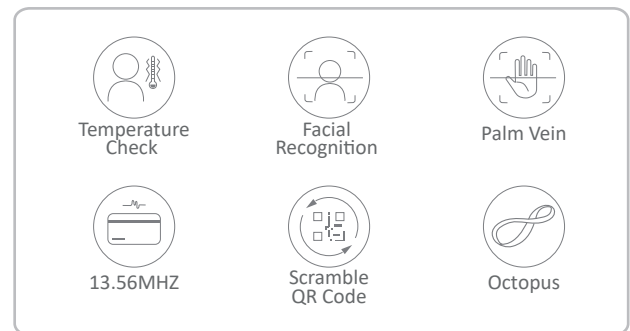 Temperature
Check
Facial
Recognition
Palm Vein
13.56MHZ
Scramble
QR Code
Octopus